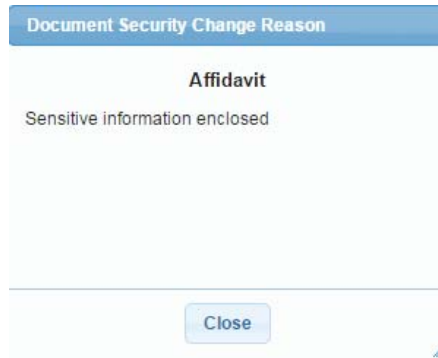 Document Security Change Reason
Affidavit
Sensitive information enclosed
Close